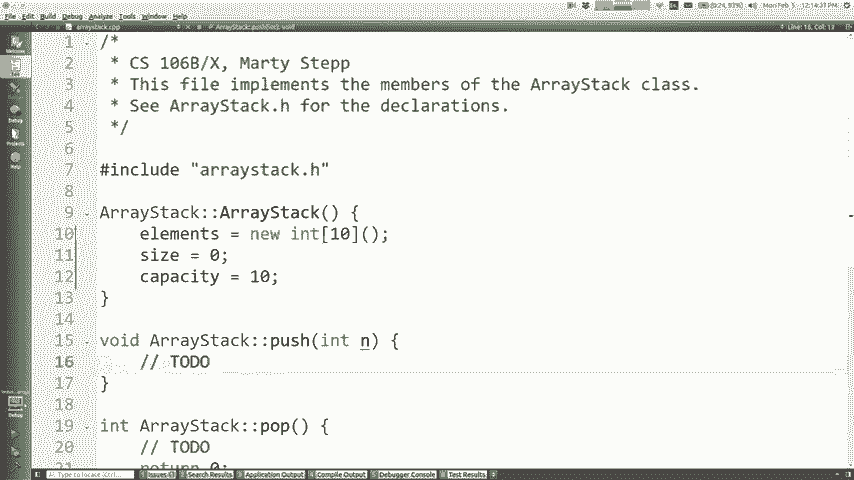 File Edit Build Debug Analyze Tools Window Help
arraystack.cpp ArrayStack::push(int): void Line: 16, Col: 12
Welcome
Debug
Projects
Help
1 /*
2 * CS 106B/X, Marty Stepp
3 * This file implements the members of the ArrayStack class.
4 * See ArrayStack.h for the declarations.
5 */
6
7 #include "arraystack.h"
8
9 ArrayStack::ArrayStack() {
10 elements = new int[10]();
11 size = 0;
12 capacity = 10;
13 }
14
15 void ArrayStack::push(int n) {
16 // TODO
17 }
18
19 int ArrayStack::pop() {
20 // TODO
21 return 0;
Debug
Type to locate (Ctrl... 1 Issues 2 Search Results 3 Application Output 4 Compile Output 5 Debugger Console 8 Test Results